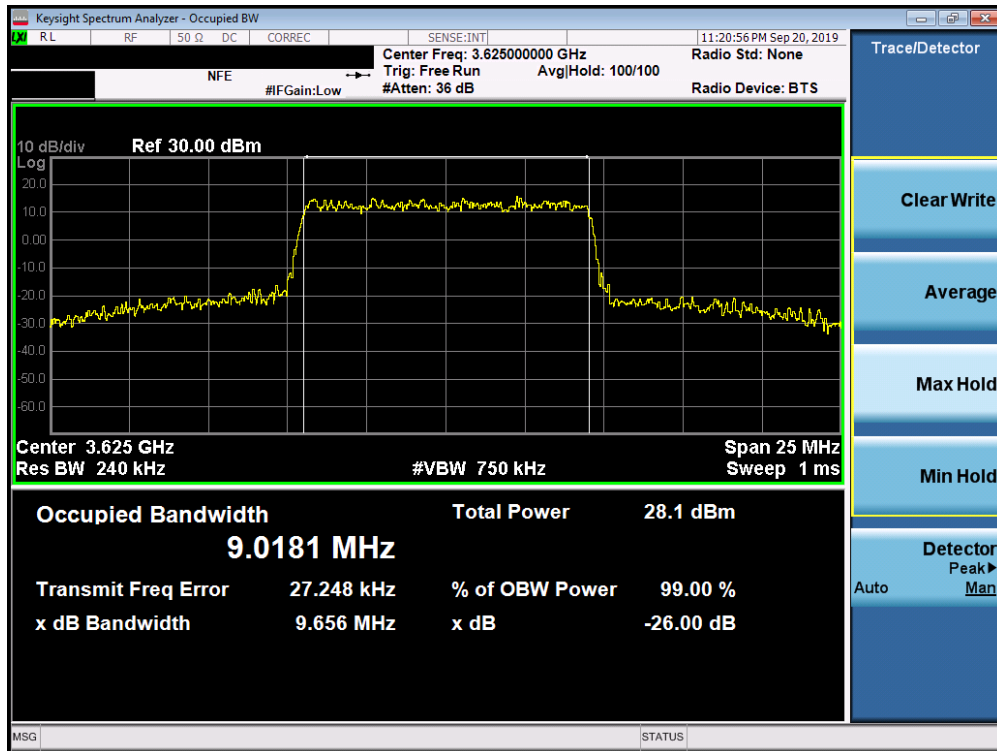 Keysight Spectrum Analyzer - Occupied BW
LXI RL RF 50 Ω DC CORREC SENSE:INT 11:20:56 PM Sep 20, 2019
Center Freq: 3.625000000 GHz Radio Std: None
NFE Trig: Free Run Avg|Hold: 100/100
#IFGain:Low #Atten: 36 dB Radio Device: BTS
10 dB/div Ref 30.00 dBm
Log
20.0
10.0
0.00
-10.0
-20.0
-30.0
-40.0
-50.0
-60.0
Center 3.625 GHz Span 25 MHz
Res BW 240 kHz #VBW 750 kHz Sweep 1 ms
Occupied Bandwidth Total Power 28.1 dBm
9.0181 MHz
Transmit Freq Error 27.248 kHz % of OBW Power 99.00 %
x dB Bandwidth 9.656 MHz x dB -26.00 dB
Trace/Detector
Clear Write
Average
Max Hold
Min Hold
Detector
Peak▶
Auto Man
MSG STATUS